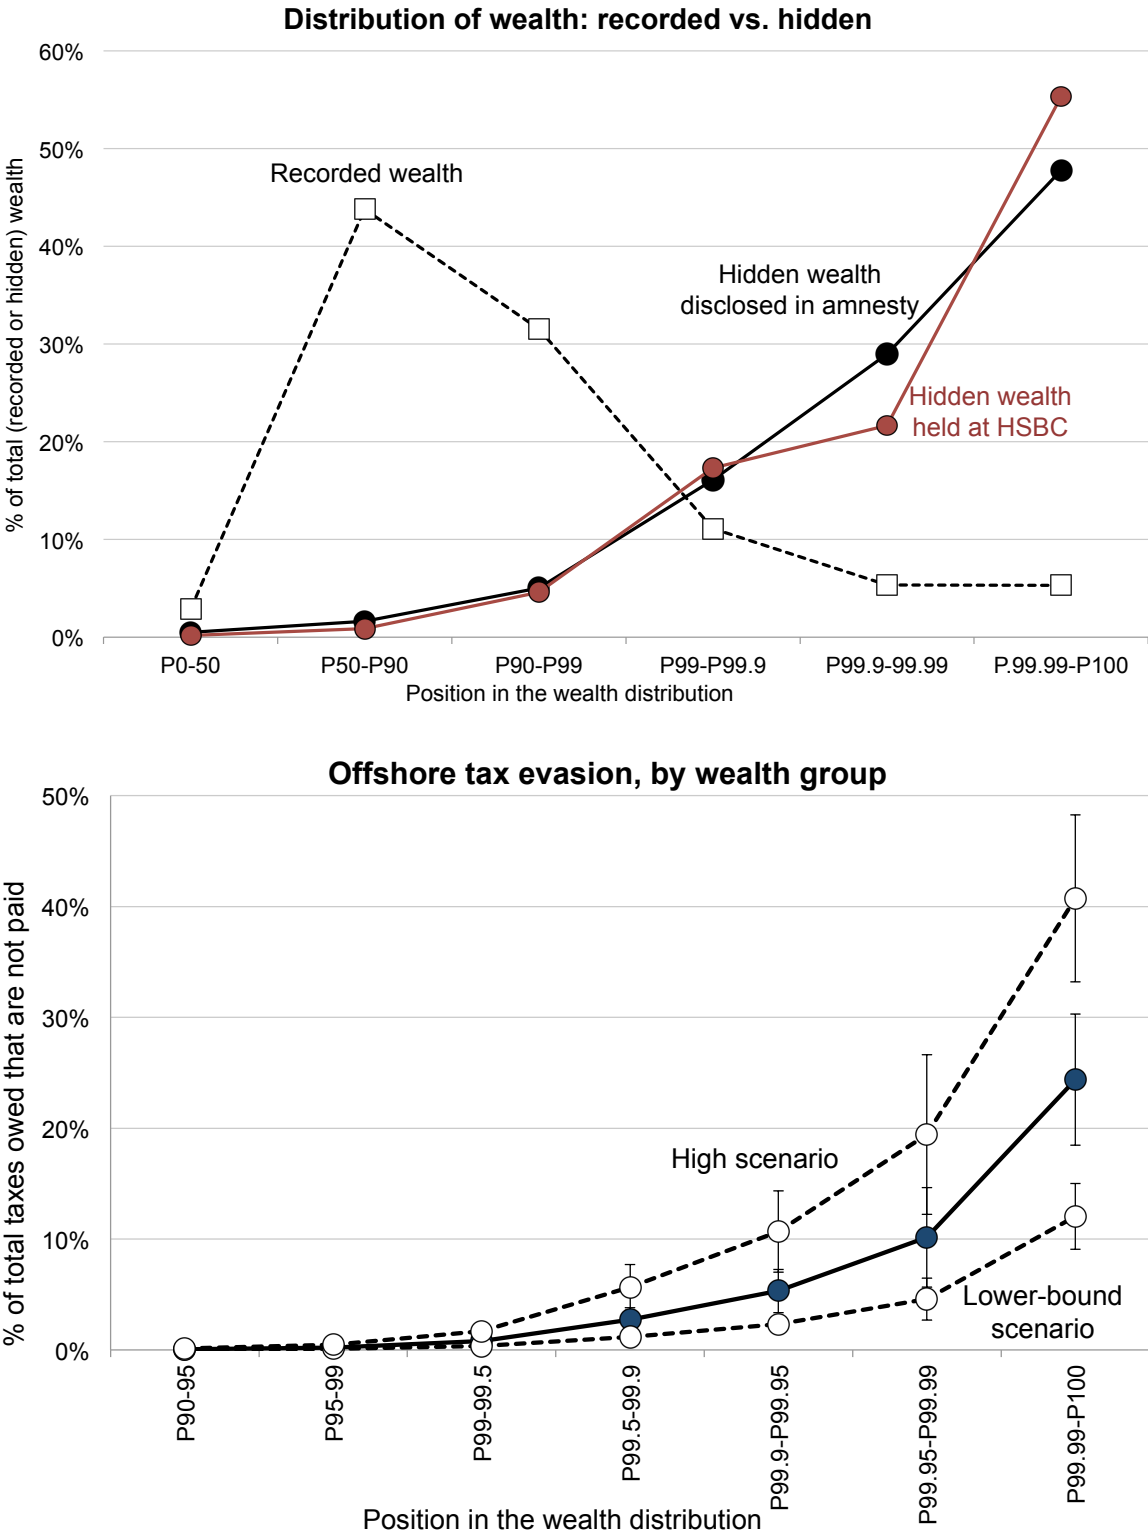 Distribution of wealth: recorded vs. hidden
60%
50%
40%
30%
20%
10%
0%
% of total (recorded or hidden) wealth
Recorded wealth
Hidden wealth
disclosed in amnesty
Hidden wealth
held at HSBC
P0-50
P50-P90
P90-P99
P99-P99.9
P99.9-99.99
P.99.99-P100
Position in the wealth distribution
Offshore tax evasion, by wealth group
50%
40%
30%
20%
10%
0%
% of total taxes owed that are not paid
High scenario
Lower-bound
scenario
P90-95
P95-99
P99-99.5
P99.5-99.9
P99.9-P99.95
P99.95-P99.99
P99.99-P100
Position in the wealth distribution